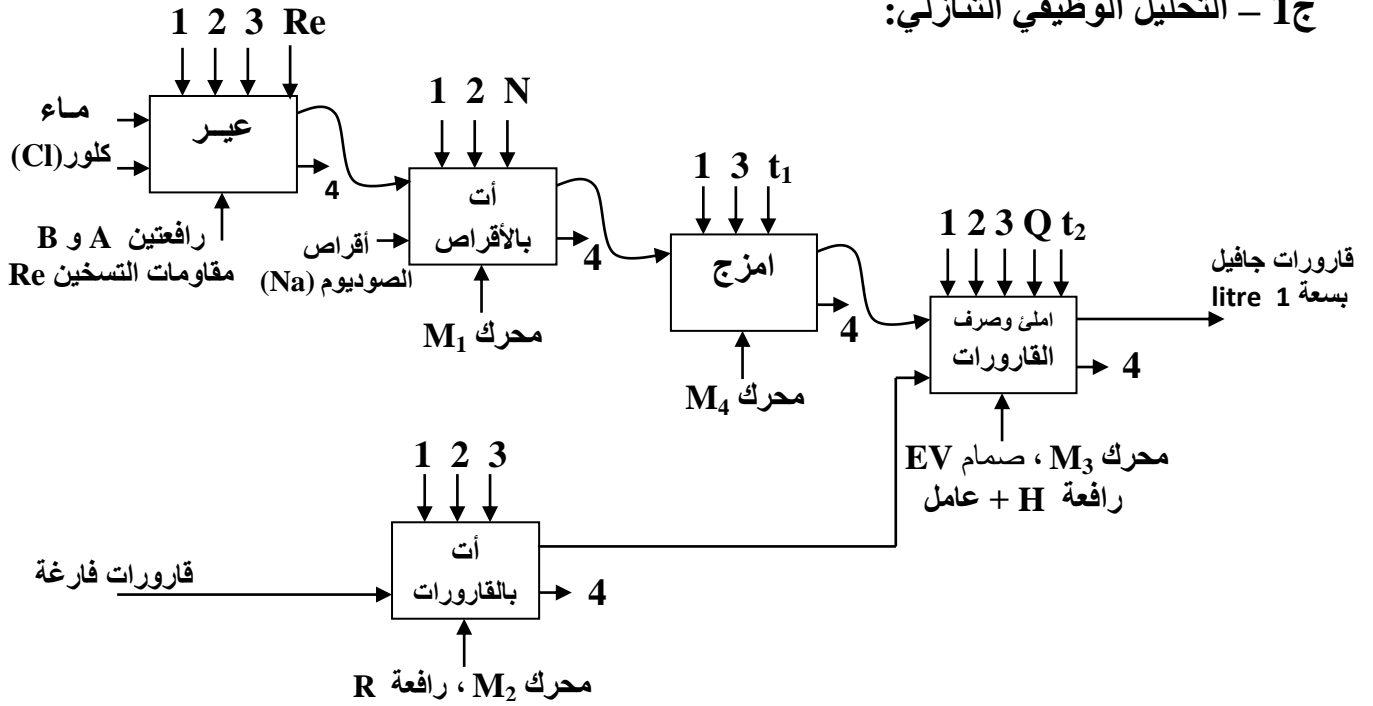 ج1 – التحليل الوظيفي التنازلي:
1 2 3 Re
مـاء
كلور(Cl)
عيـر
4
رافعتين A و B
مقاومات التسخين Re
1 2 N
أت
بالأقراص
أقراص
الصوديوم (Na)
4
محرك M1
1 3 t1
امزج
4
محرك M4
1 2 3 Q t2
املئ وصرف
القارورات
4
قارورات جافيل
بسعة 1 litre
محرك M3 ، صمام EV
رافعة H + عامل
1 2 3
أت
بالقارورات
4
قارورات فارغة
محرك M2 ، رافعة R